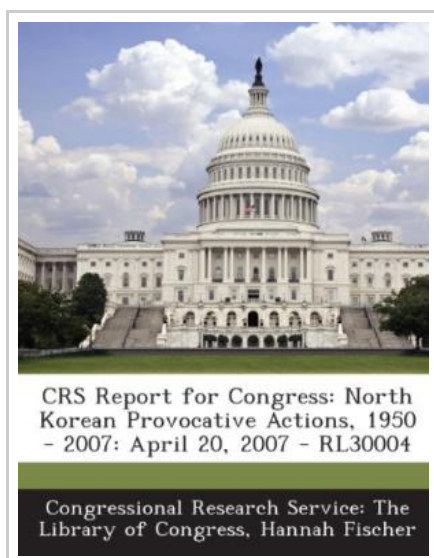 CRS Report for Congress: North
Korean Provocative Actions, 1950
- 2007: April 20, 2007 - RL30004
Congressional Research Service: The
Library of Congress, Hannah Fischer